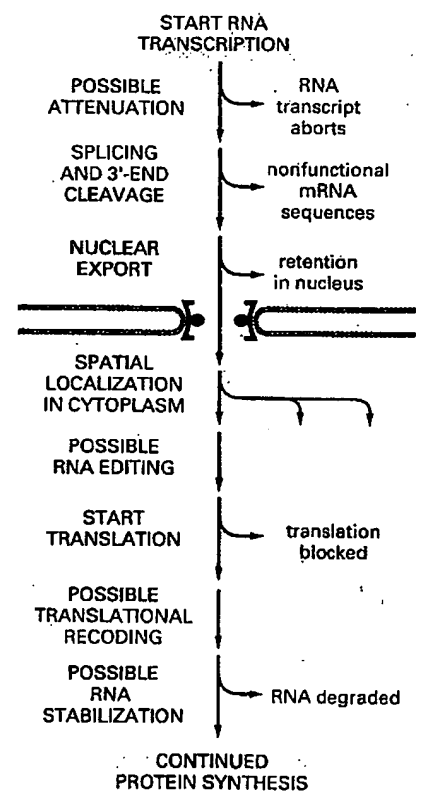 START RNA
TRANSCRIPTION
POSSIBLE
ATTENUATION
RNA
transcript
aborts
SPLICING
AND 3'-END
CLEAVAGE
nonfunctional
mRNA
sequences
NUCLEAR
EXPORT
retention
in nucleus
SPATIAL
LOCALIZATION
IN CYTOPLASM
POSSIBLE
RNA EDITING
START
TRANSLATION
translation
blocked
POSSIBLE
TRANSLATIONAL
RECODING
POSSIBLE
RNA
STABILIZATION
RNA degraded
CONTINUED
PROTEIN SYNTHESIS